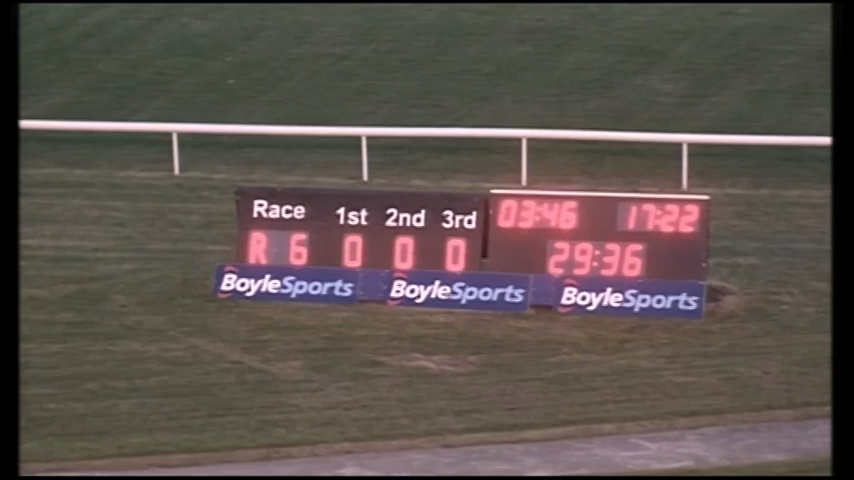 Race 1st 2nd 3rd
R 6 0 0 0
03:46 17:22
29:36
BoyleSports BoyleSports BoyleSports